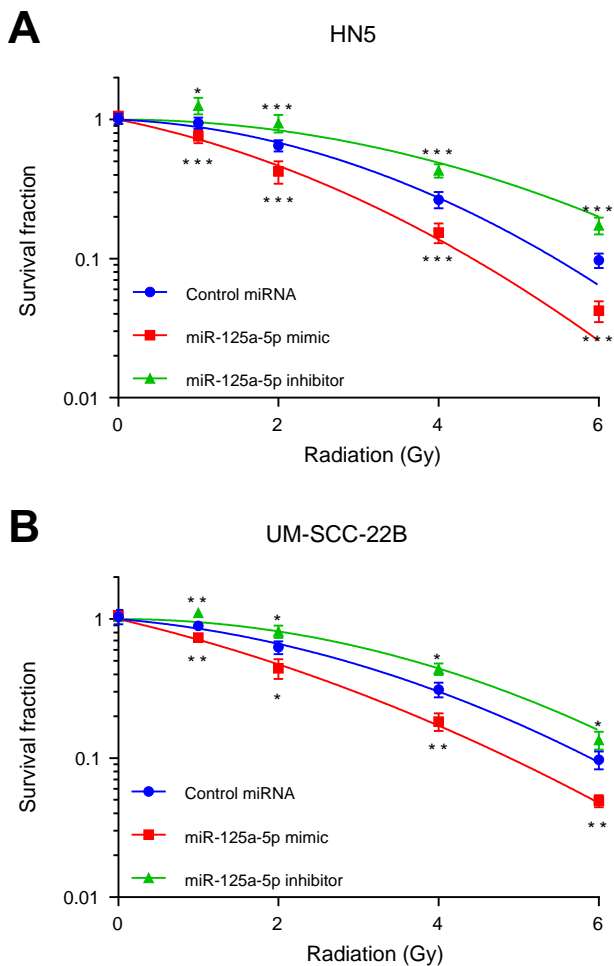 A
HN5
Survival fraction
1
0.1
0.01
*
***
***
***
***
***
***
***
Control miRNA
miR-125a-5p mimic
miR-125a-5p inhibitor
0 2 4 6
Radiation (Gy)
B
UM-SCC-22B
Survival fraction
1
0.1
0.01
**
*
*
*
**
*
**
**
Control miRNA
miR-125a-5p mimic
miR-125a-5p inhibitor
0 2 4 6
Radiation (Gy)